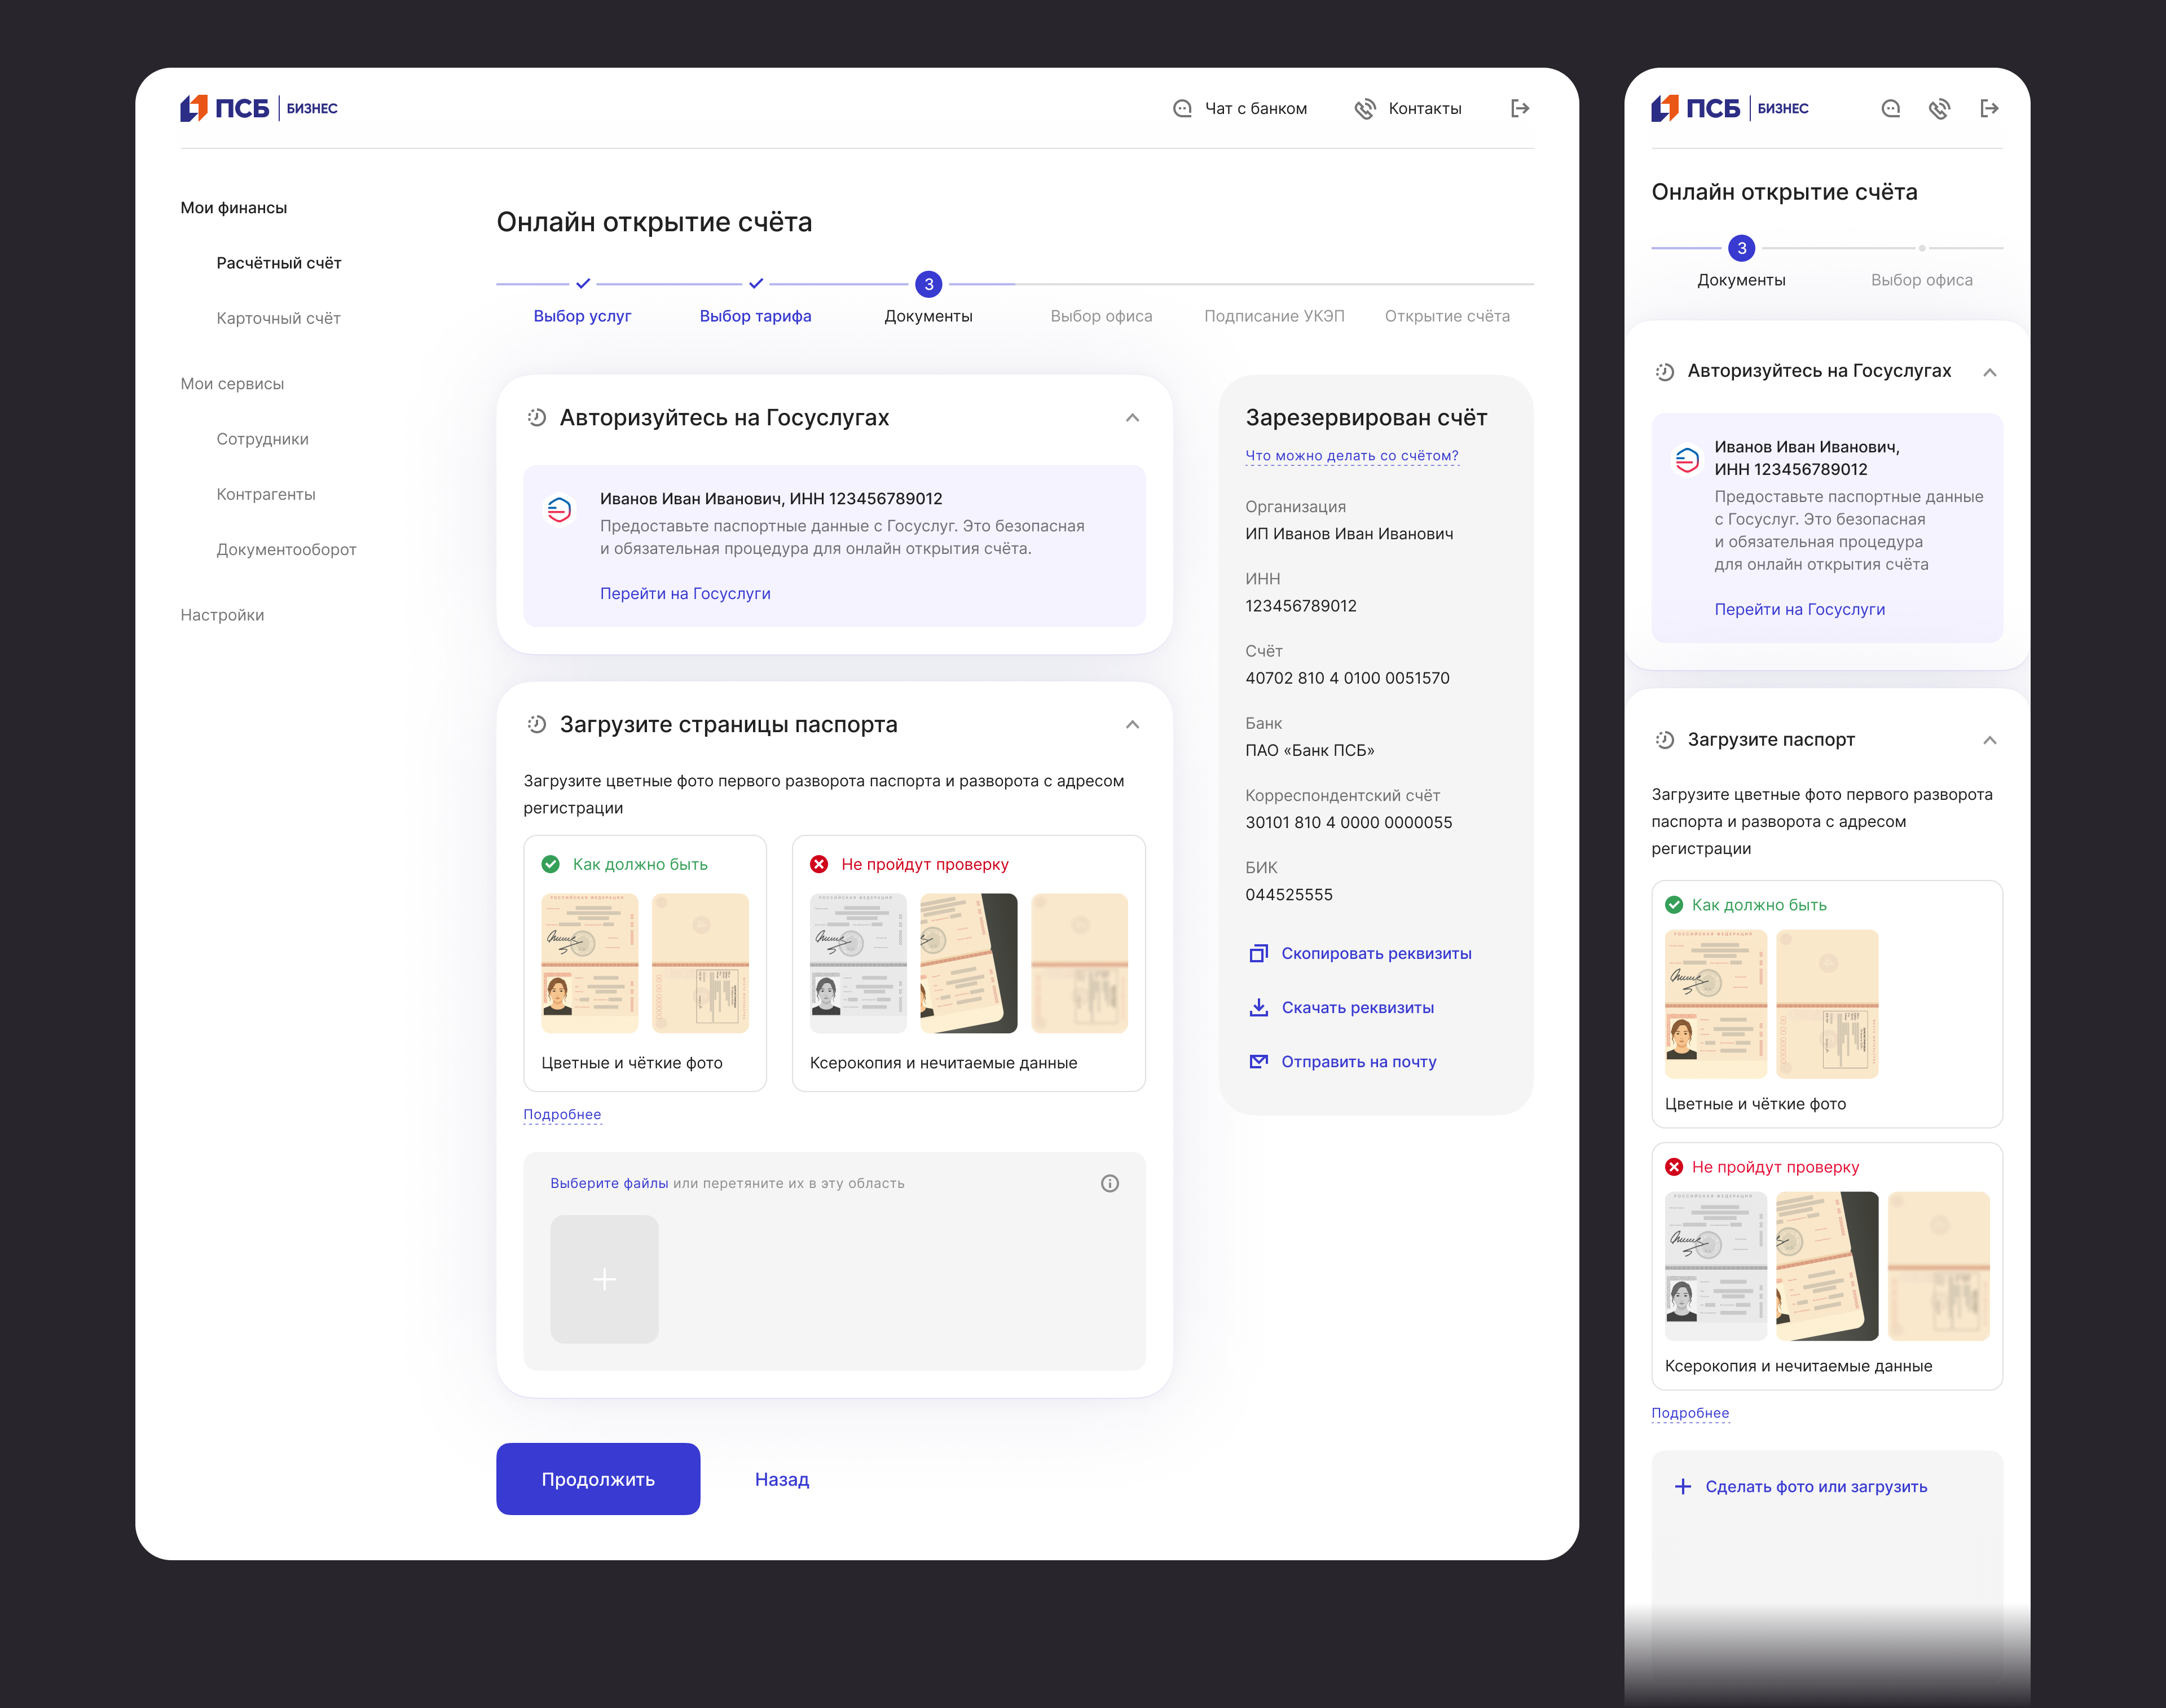 ПСБ БИЗНЕС
Чат с банком
Контакты
Мои финансы
Расчётный счёт
Карточный счёт
Мои сервисы
Сотрудники
Контрагенты
Документооборот
Настройки
Онлайн открытие счёта
3
Выбор услуг
Выбор тарифа
Документы
Выбор офиса
Подписание УКЭП
Открытие счёта
Авторизуйтесь на Госуслугах
Иванов Иван Иванович, ИНН 123456789012
Предоставьте паспортные данные с Госуслуг. Это безопасная
и обязательная процедура для онлайн открытия счёта.
Перейти на Госуслуги
Загрузите страницы паспорта
Загрузите цветные фото первого разворота паспорта и разворота с адресом
регистрации
Как должно быть
РОССИЙСКАЯ ФЕДЕРАЦИЯ
Цветные и чёткие фото
Не пройдут проверку
РОССИЙСКАЯ ФЕДЕРАЦИЯ
Ксерокопия и нечитаемые данные
Подробнее
Выберите файлы или перетяните их в эту область
Продолжить
Назад
Зарезервирован счёт
Что можно делать со счётом?
Организация
ИП Иванов Иван Иванович
ИНН
123456789012
Счёт
40702 810 4 0100 0051570
Банк
ПАО «Банк ПСБ»
Корреспондентский счёт
30101 810 4 0000 0000055
БИК
044525555
Скопировать реквизиты
Скачать реквизиты
Отправить на почту
ПСБ БИЗНЕС
Онлайн открытие счёта
3
Документы
Выбор офиса
Авторизуйтесь на Госуслугах
Иванов Иван Иванович,
ИНН 123456789012
Предоставьте паспортные данные
с Госуслуг. Это безопасная
и обязательная процедура
для онлайн открытия счёта
Перейти на Госуслуги
Загрузите паспорт
Загрузите цветные фото первого разворота
паспорта и разворота с адресом
регистрации
Как должно быть
РОССИЙСКАЯ ФЕДЕРАЦИЯ
Цветные и чёткие фото
Не пройдут проверку
РОССИЙСКАЯ ФЕДЕРАЦИЯ
Ксерокопия и нечитаемые данные
Подробнее
Сделать фото или загрузить